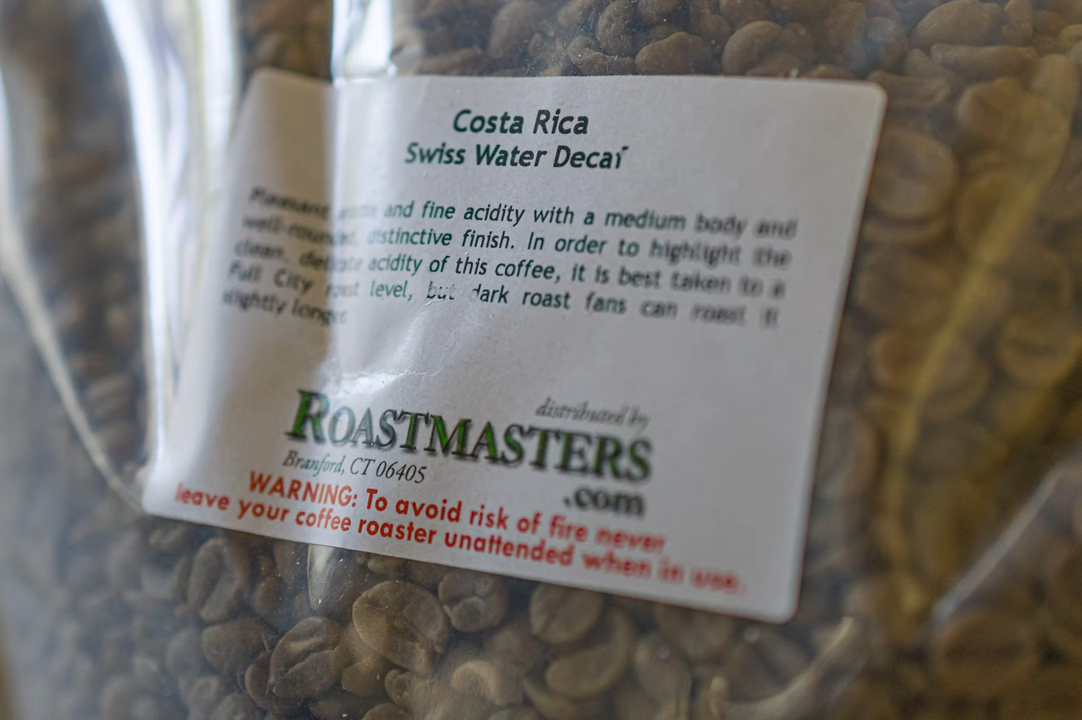 Costa Rica
Swiss Water Decaf
Pleasant and fine acidity with a medium body and
well-rounded, distinctive finish. In order to highlight the
clean, delicate acidity of this coffee, it is best taken to a
Full City roast level, but dark roast fans can roast it
slightly longer.
distributed by
ROASTMASTERS
.com
Branford, CT 06405
WARNING: To avoid risk of fire never
leave your coffee roaster unattended when in use.